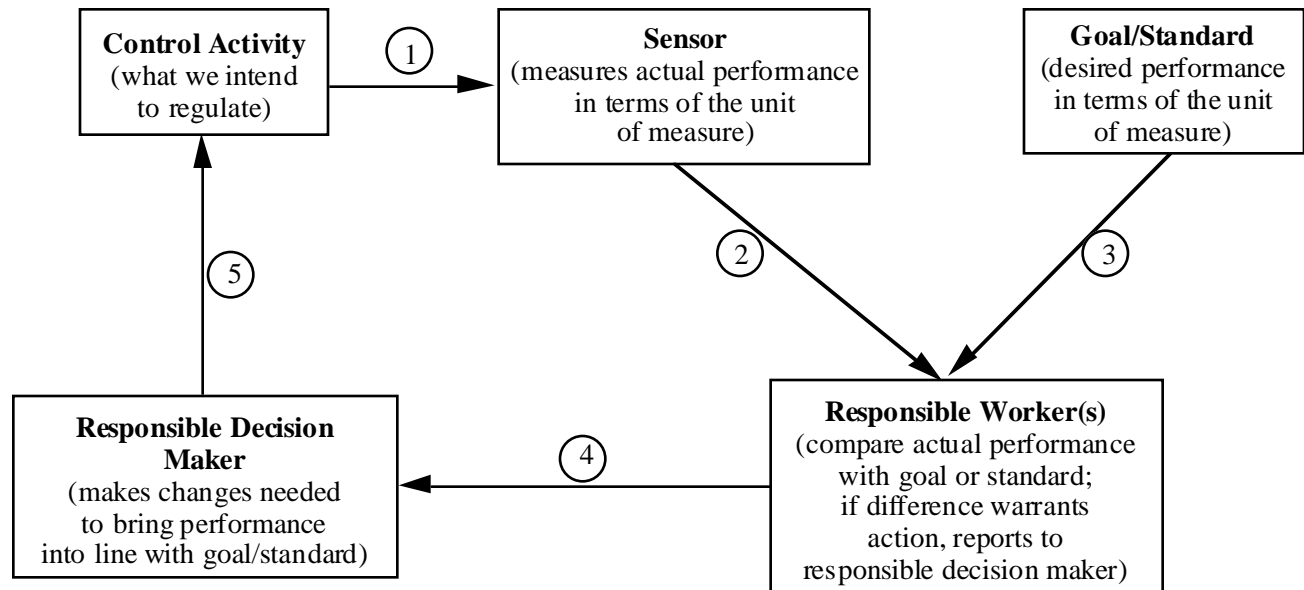 Control Activity
(what we intend
to regulate)
1
Sensor
(measures actual performance
in terms of the unit
of measure)
Goal/Standard
(desired performance
in terms of the unit
of measure)
2
3
5
Responsible Decision
Maker
(makes changes needed
to bring performance
into line with goal/standard)
4
Responsible Worker(s)
(compare actual performance
with goal or standard;
if difference warrants
action, reports to
responsible decision maker)